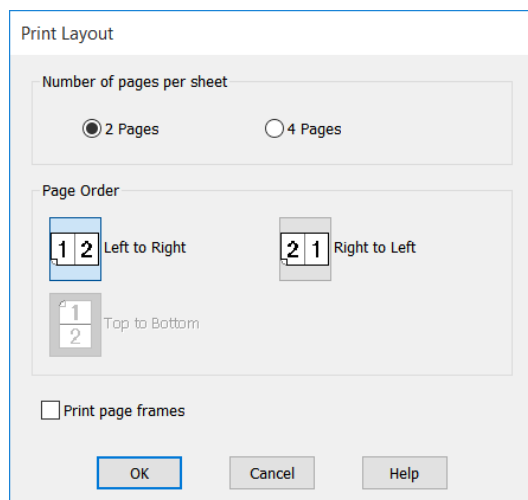 Print Layout
Number of pages per sheet
2 Pages 4 Pages
Page Order
1 2 Left to Right 2 1 Right to Left
1
2 Top to Bottom
Print page frames
OK Cancel Help